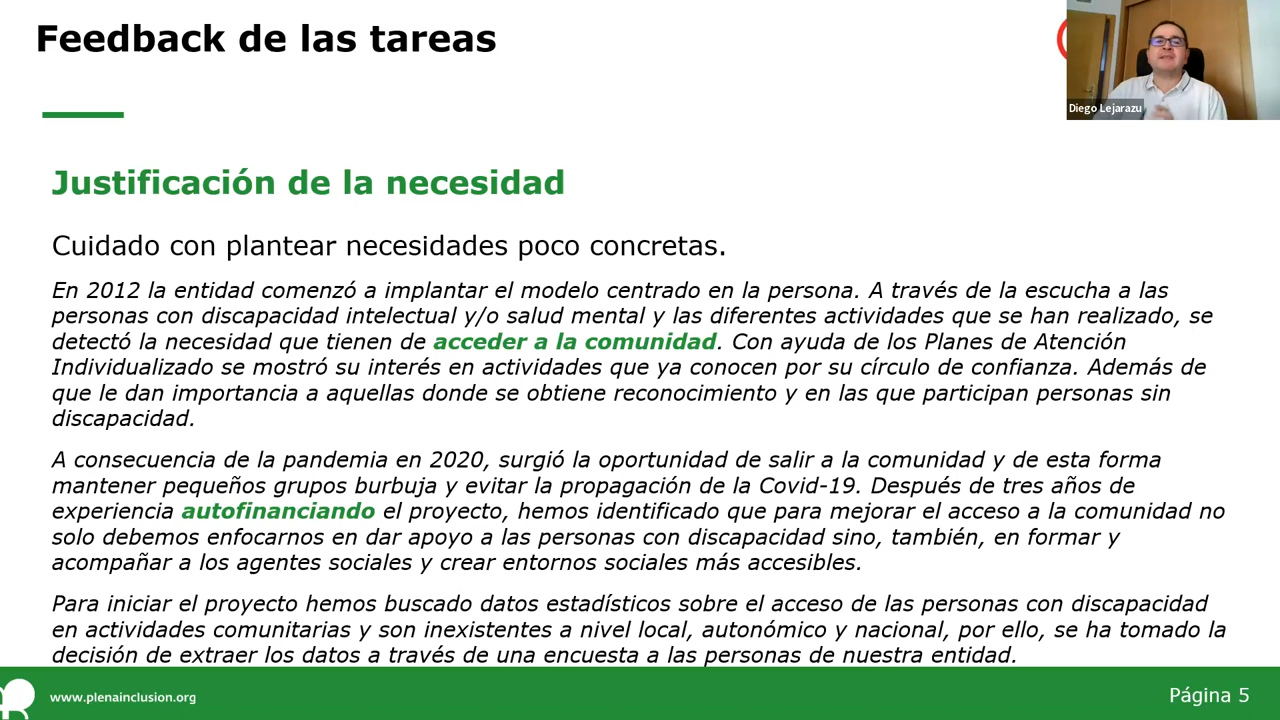 Feedback de las tareas
Diego Lejarazu
Justificación de la necesidad
Cuidado con plantear necesidades poco concretas.
En 2012 la entidad comenzó a implantar el modelo centrado en la persona. A través de la escucha a las
personas con discapacidad intelectual y/o salud mental y las diferentes actividades que se han realizado, se
detectó la necesidad que tienen de acceder a la comunidad. Con ayuda de los Planes de Atención
Individualizado se mostró su interés en actividades que ya conocen por su círculo de confianza. Además de
que le dan importancia a aquellas donde se obtiene reconocimiento y en las que participan personas sin
discapacidad.
A consecuencia de la pandemia en 2020, surgió la oportunidad de salir a la comunidad y de esta forma
mantener pequeños grupos burbuja y evitar la propagación de la Covid-19. Después de tres años de
experiencia autofinanciando el proyecto, hemos identificado que para mejorar el acceso a la comunidad no
solo debemos enfocarnos en dar apoyo a las personas con discapacidad sino, también, en formar y
acompañar a los agentes sociales y crear entornos sociales más accesibles.
Para iniciar el proyecto hemos buscado datos estadísticos sobre el acceso de las personas con discapacidad
en actividades comunitarias y son inexistentes a nivel local, autonómico y nacional, por ello, se ha tomado la
decisión de extraer los datos a través de una encuesta a las personas de nuestra entidad.
www.plenainclusion.org
Página 5